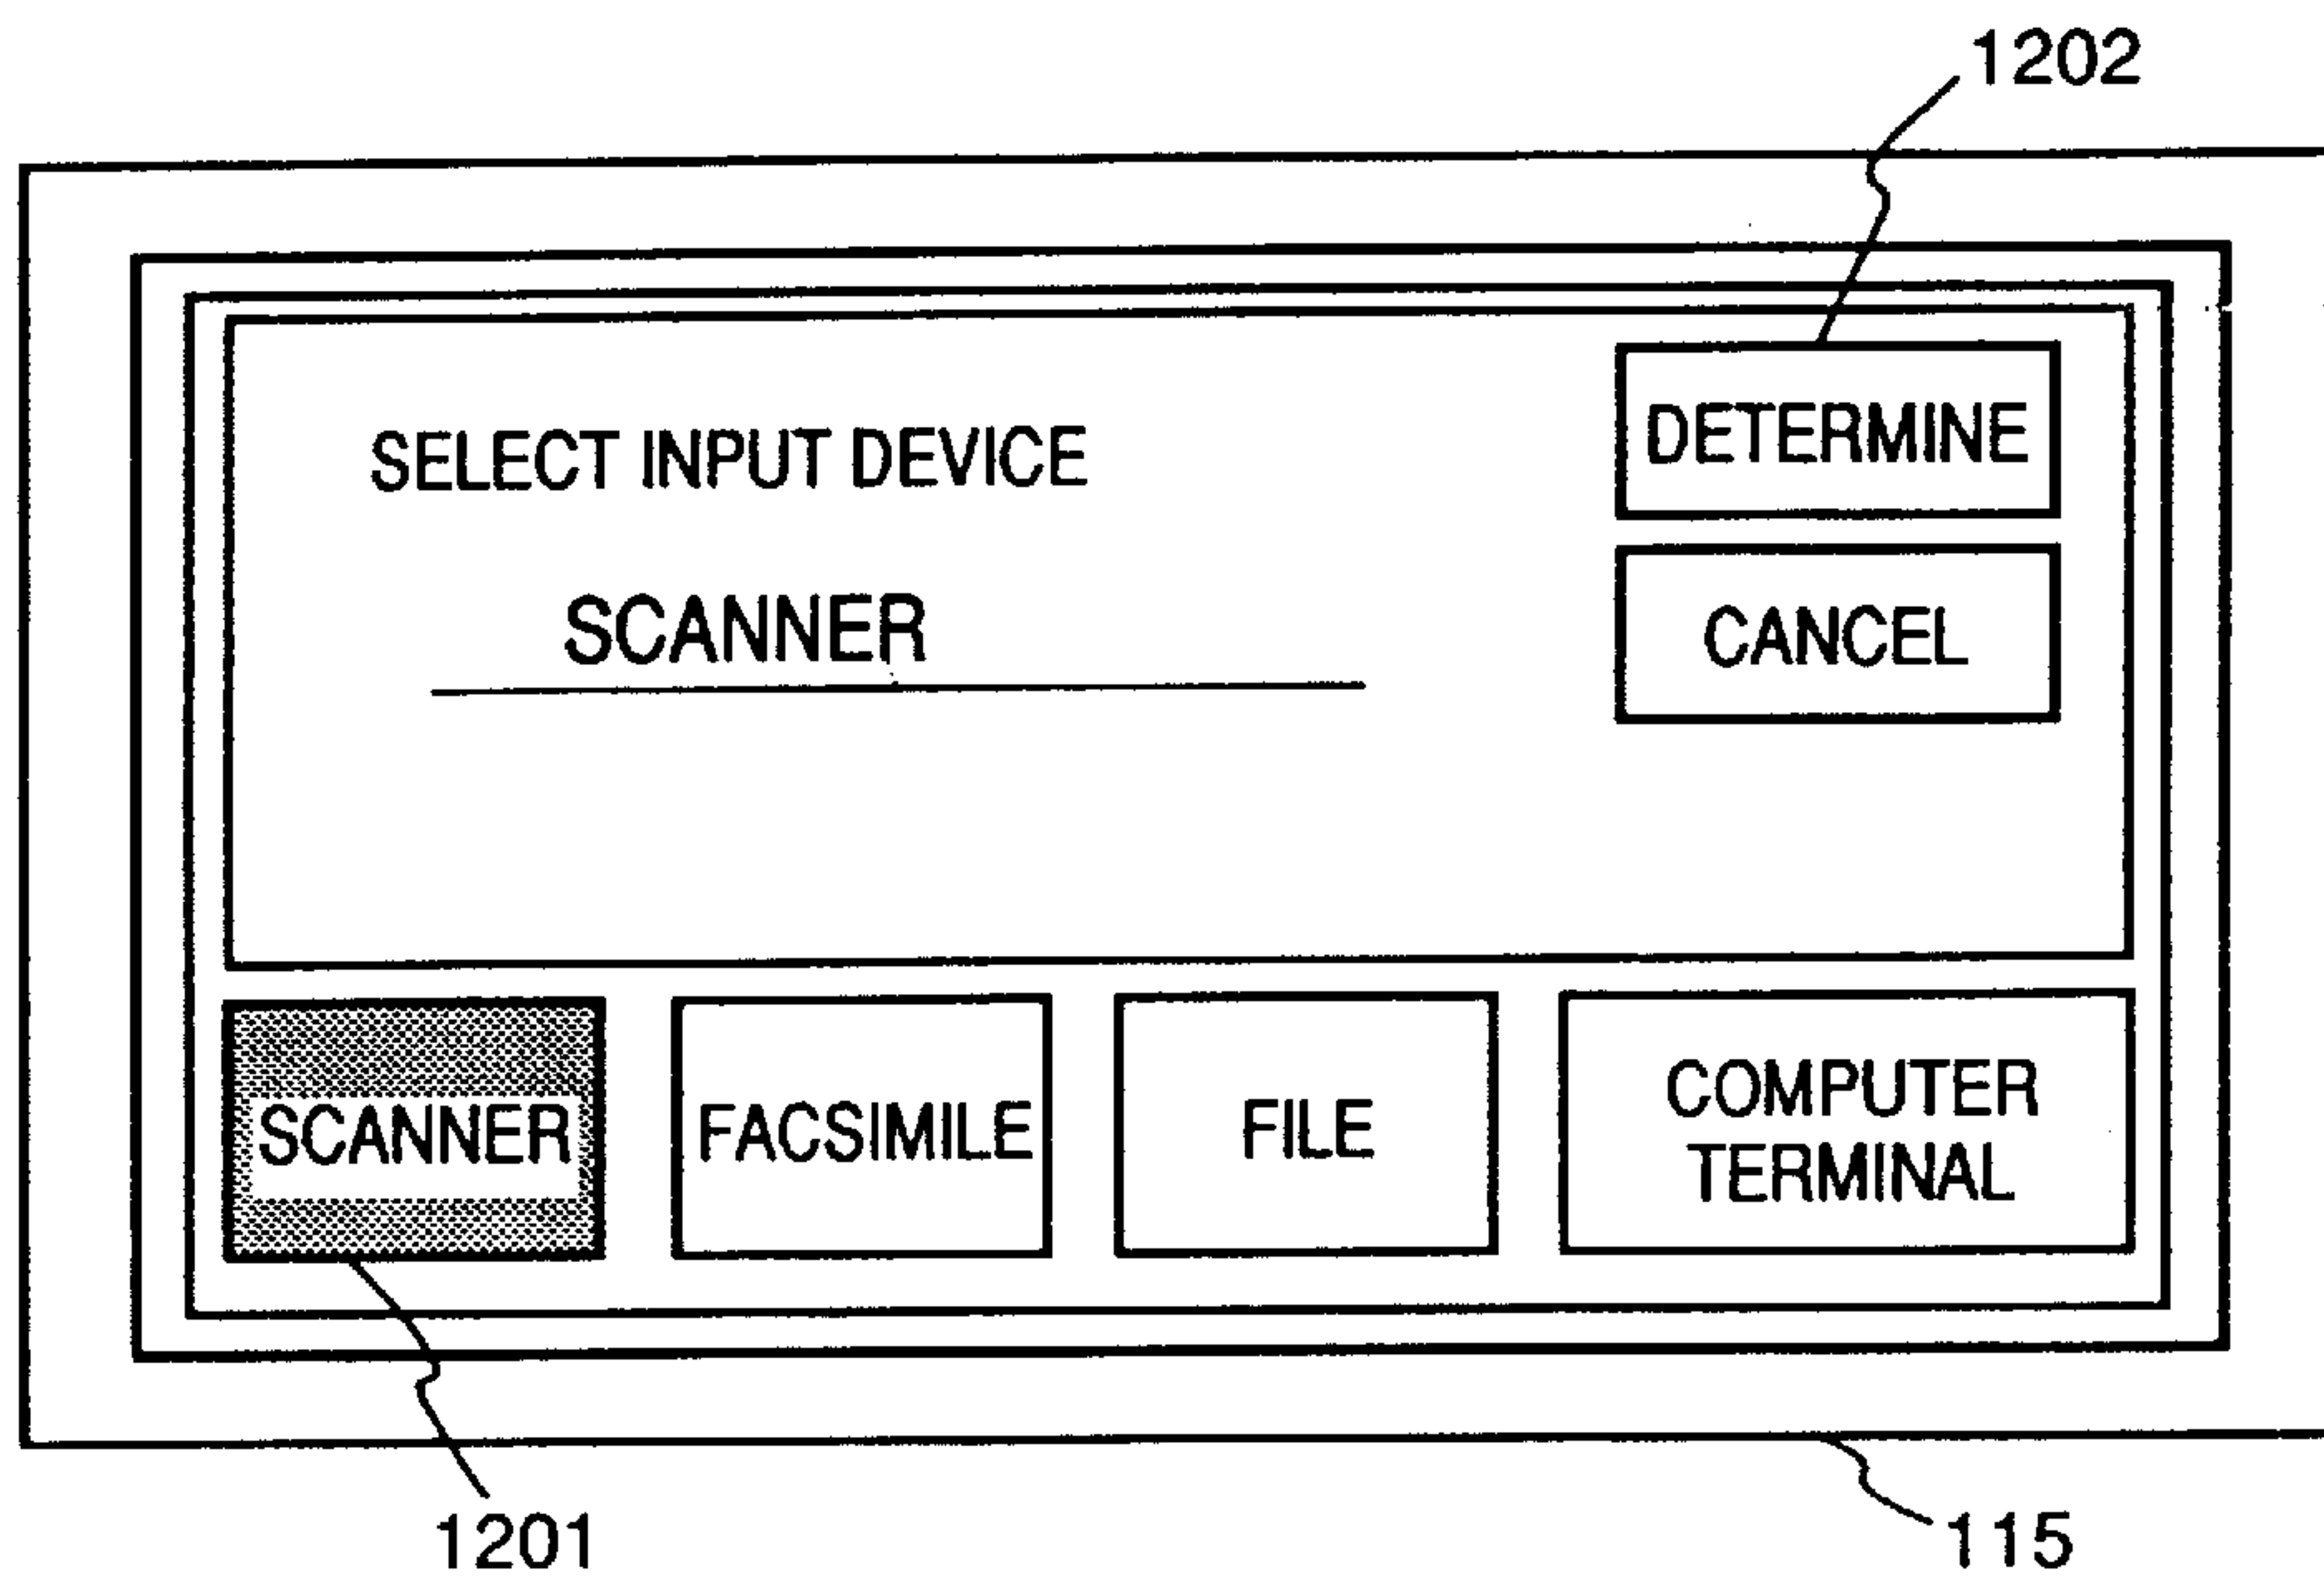 1202
DETERMINE
SELECT INPUT DEVICE
SCANNER
CANCEL
SCANNER
FACSIMILE
FILE
COMPUTER
TERMINAL
1201
115